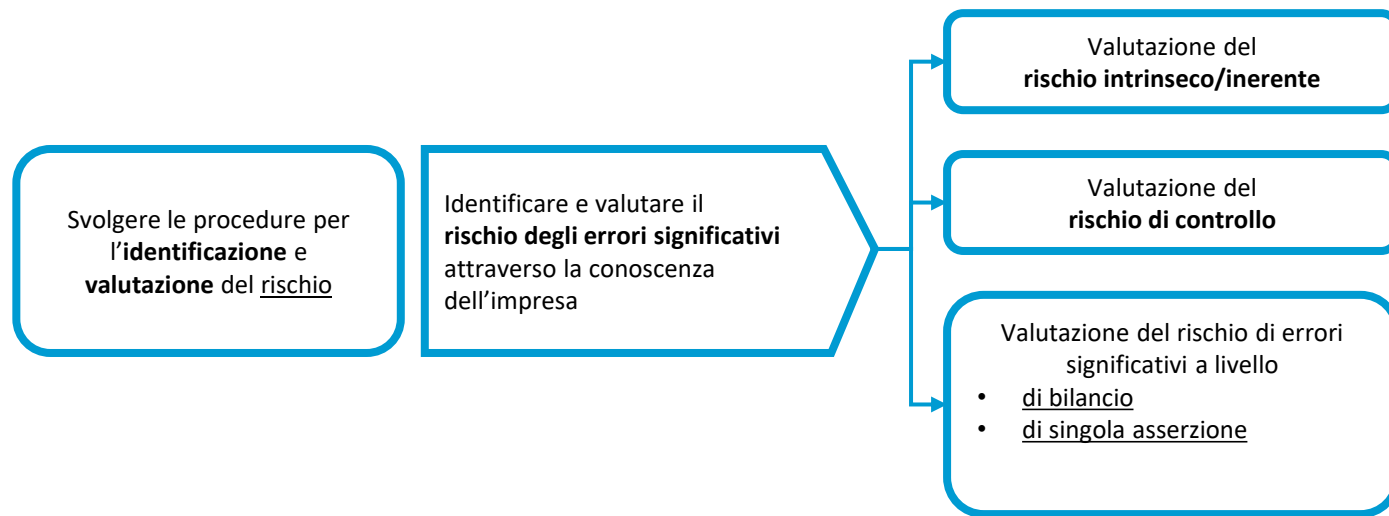 Svolgere le procedure per
l’identificazione e
valutazione del rischio
Identificare e valutare il
rischio degli errori significativi
attraverso la conoscenza
dell’impresa
Valutazione del
rischio intrinseco/inerente
Valutazione del
rischio di controllo
Valutazione del rischio di errori
significativi a livello
• di bilancio
• di singola asserzione